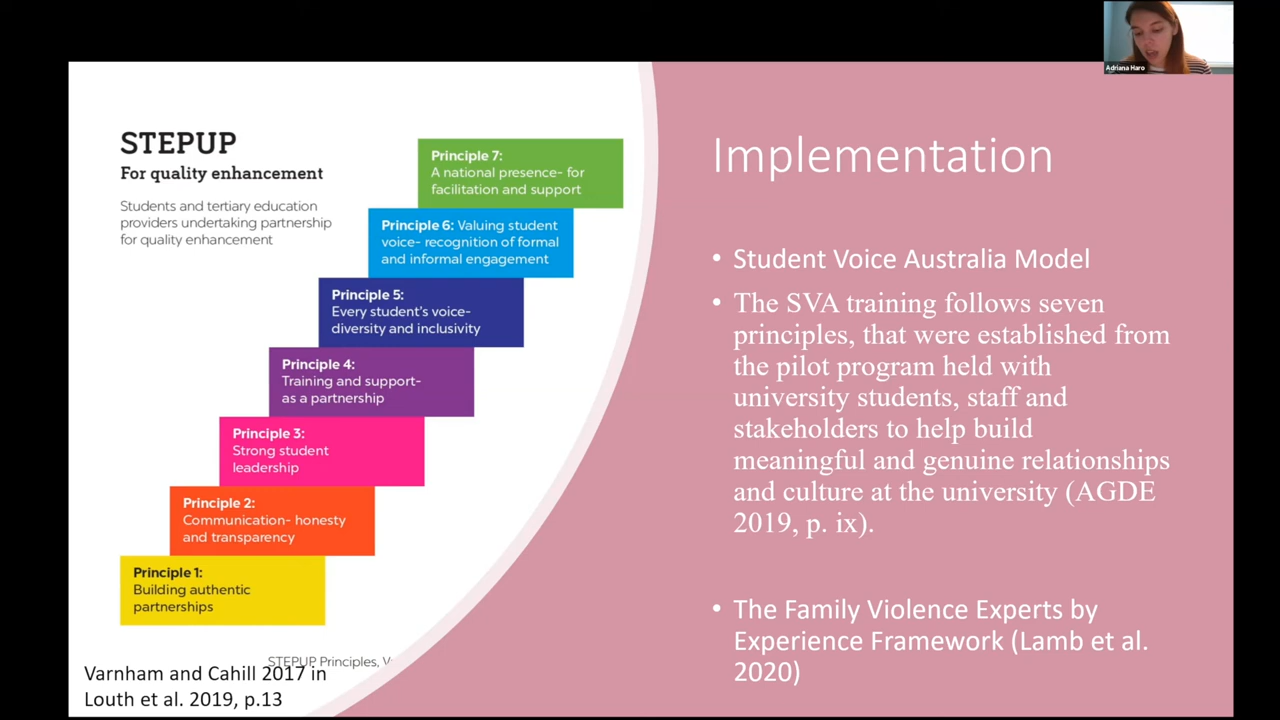 Adriana Haro
STEPUP
For quality enhancement
Students and tertiary education
providers undertaking partnership
for quality enhancement
Principle 7:
A national presence- for
facilitation and support
Principle 6: Valuing student
voice- recognition of formal
and informal engagement
Principle 5:
Every student's voice-
diversity and inclusivity
Principle 4:
Training and support-
as a partnership
Principle 3:
Strong student
leadership
Principle 2:
Communication- honesty
and transparency
Principle 1:
Building authentic
partnerships
STEPUP Principles, V
Varnham and Cahill 2017 in
Louth et al. 2019, p.13
Implementation
• Student Voice Australia Model
• The SVA training follows seven
principles, that were established from
the pilot program held with
university students, staff and
stakeholders to help build
meaningful and genuine relationships
and culture at the university (AGDE
2019, p. ix).
• The Family Violence Experts by
Experience Framework (Lamb et al.
2020)